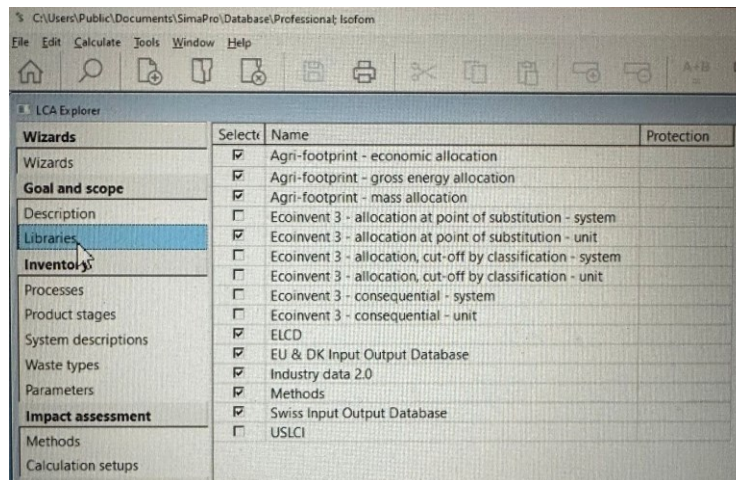 C:\Users\Public\Documents\SimaPro\Database\Professional; Isofom
File Edit Calculate Tools Window Help
A+B
LCA Explorer
Wizards
Wizards
Goal and scope
Description
Libraries
Inventory
Processes
Product stages
System descriptions
Waste types
Parameters
Impact assessment
Methods
Calculation setups
Selecte Name Protection
Agri-footprint - economic allocation
Agri-footprint - gross energy allocation
Agri-footprint - mass allocation
Ecoinvent 3 - allocation at point of substitution - system
Ecoinvent 3 - allocation at point of substitution - unit
Ecoinvent 3 - allocation, cut-off by classification - system
Ecoinvent 3 - allocation, cut-off by classification - unit
Ecoinvent 3 - consequential - system
Ecoinvent 3 - consequential - unit
ELCD
EU & DK Input Output Database
Industry data 2.0
Methods
Swiss Input Output Database
USLCI